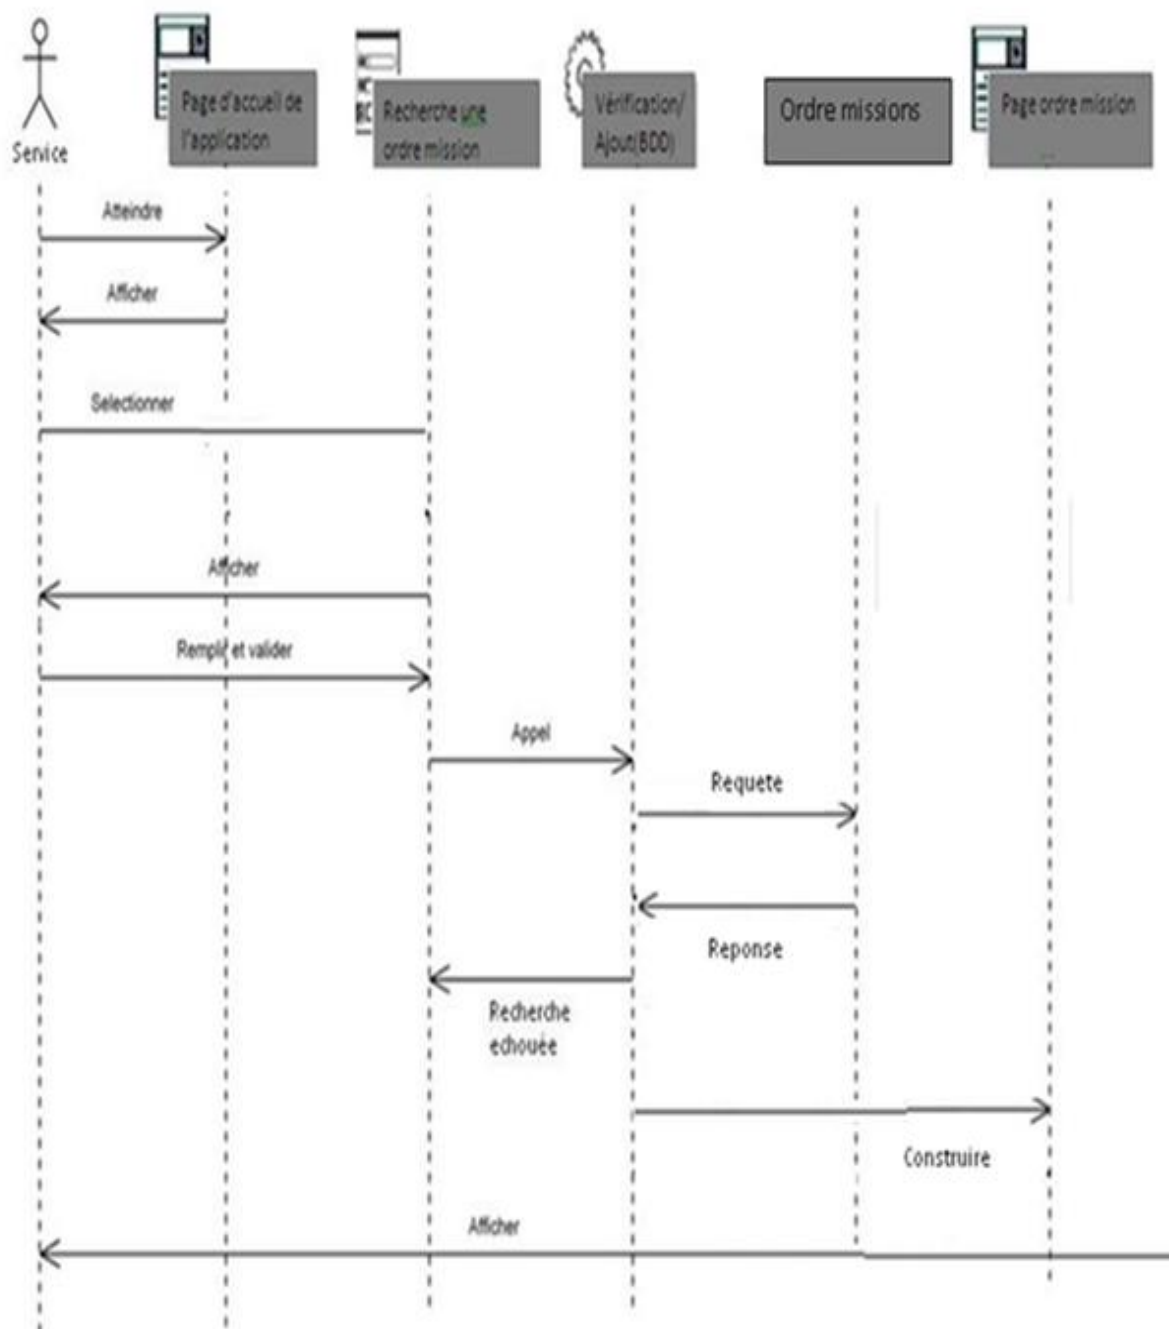 Service
Page d'accueil de
l'application
Recherche une
ordre mission
Vérification/
Ajout(BDD)
Ordre missions
Page ordre mission
...
Atteindre
Afficher
Selectionner
Afficher
Remplir et valider
Appel
Requete
Reponse
Recherche
echouée
Construire
Afficher